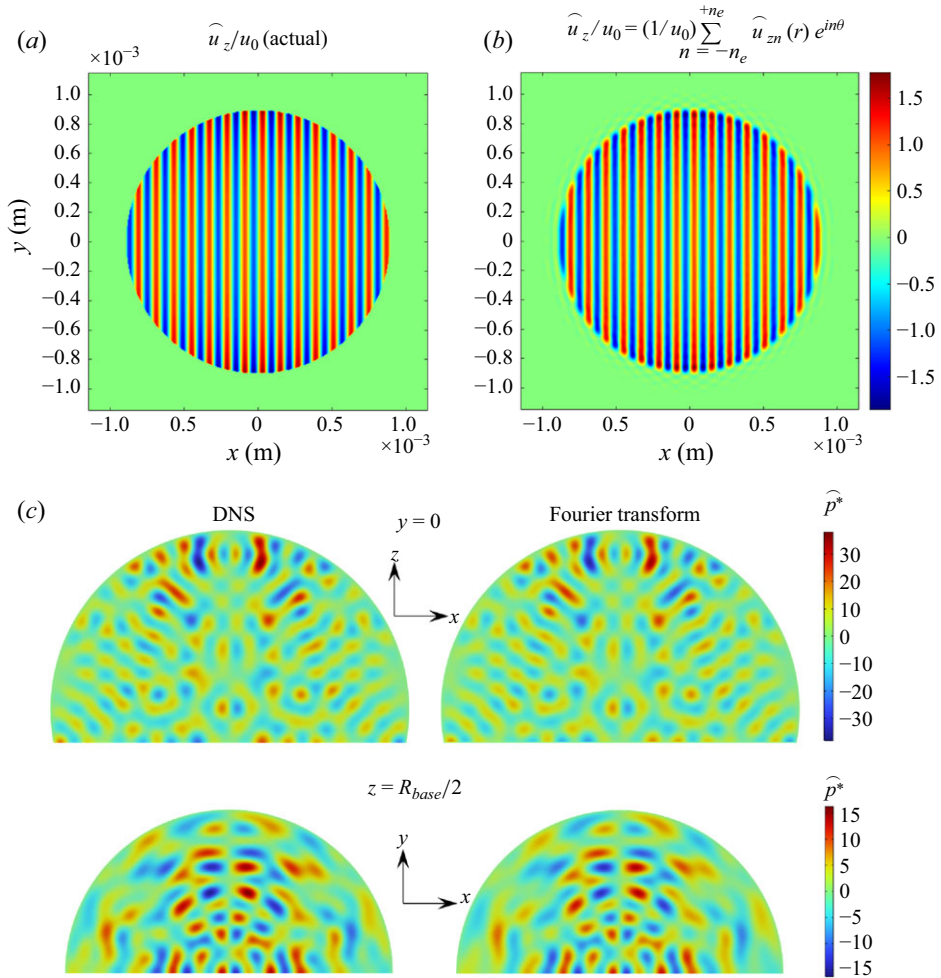 (a)
û_z/u_0 (actual)
×10^−3
1.0
0.8
0.6
0.4
0.2
0
−0.2
−0.4
−0.6
−0.8
−1.0
y (m)
−1.0
0.5
0
0.5
1.0
×10^−3
x (m)
(b)
û_z/u_0 = (1/u_0) ∑ û_zn (r) e^inθ
+n_e
n = −n_e
1.0
0.8
0.6
0.4
0.2
0
−0.2
−0.4
−0.6
−0.8
−1.0
−1.0
0.5
0
0.5
1.0
×10^−3
x (m)
1.5
1.0
0.5
0
−0.5
−1.0
−1.5
(c)
DNS
y = 0
Fourier transform
p̂*
z
x
30
20
10
0
−10
−20
−30
z = R_base/2
p̂*
y
x
15
10
5
0
−5
−10
−15